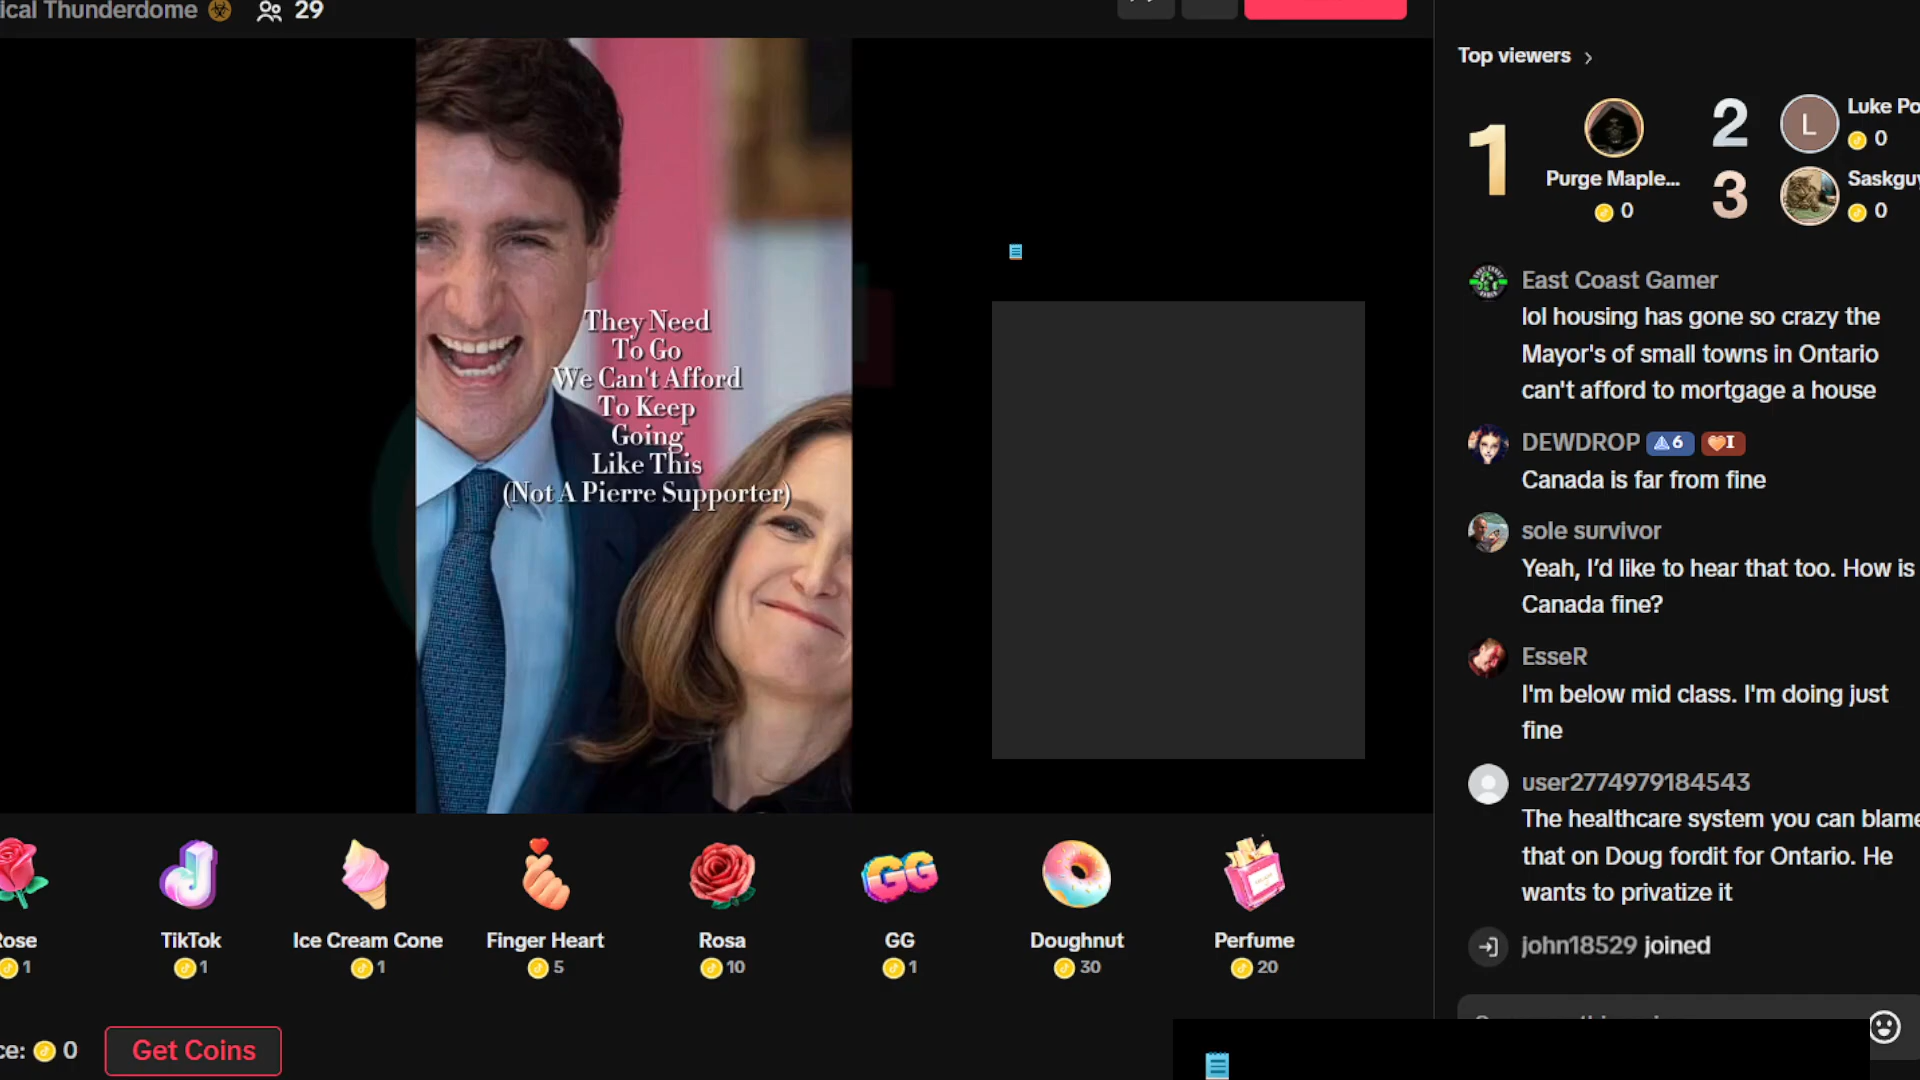 ical Thunderdome 29
They Need
To Go
We Can't Afford
To Keep
Going
Like This
(Not A Pierre Supporter)
Rose
1
TikTok
1
Ice Cream Cone
1
Finger Heart
5
Rosa
10
GG
1
Doughnut
30
Perfume
20
ce: 0
Get Coins
Top viewers >
1
Purge Maple...
0
2
L
Luke Po
0
3
Saskguy
0
East Coast Gamer
lol housing has gone so crazy the
Mayor's of small towns in Ontario
can't afford to mortgage a house
DEWDROP 6 I
Canada is far from fine
sole survivor
Yeah, I’d like to hear that too. How is
Canada fine?
EsseR
I'm below mid class. I'm doing just
fine
user2774979184543
The healthcare system you can blame
that on Doug fordit for Ontario. He
wants to privatize it
john18529 joined